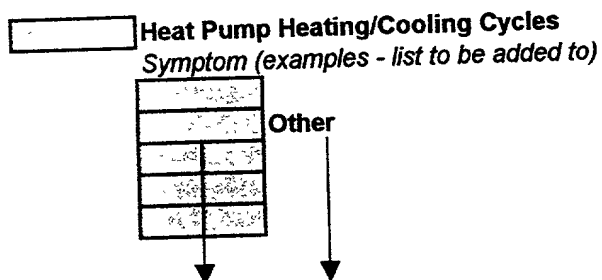 Heat Pump Heating/Cooling Cycles
Symptom (examples - list to be added to)
Other